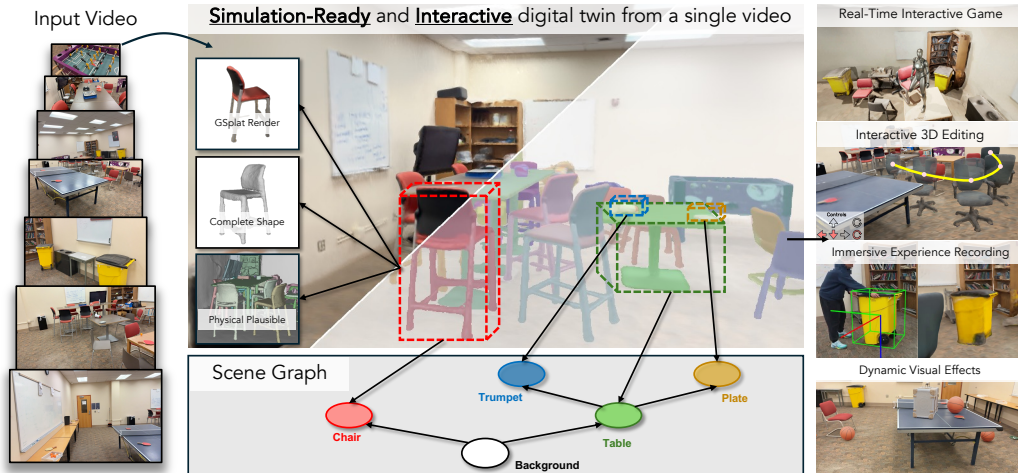 Input Video
Simulation-Ready and Interactive digital twin from a single video
GSplat Render
Complete Shape
Physical Plausible
Scene Graph
Trumpet
Plate
Chair
Table
Background
Real-Time Interactive Game
Interactive 3D Editing
Controls
Immersive Experience Recording
Dynamic Visual Effects